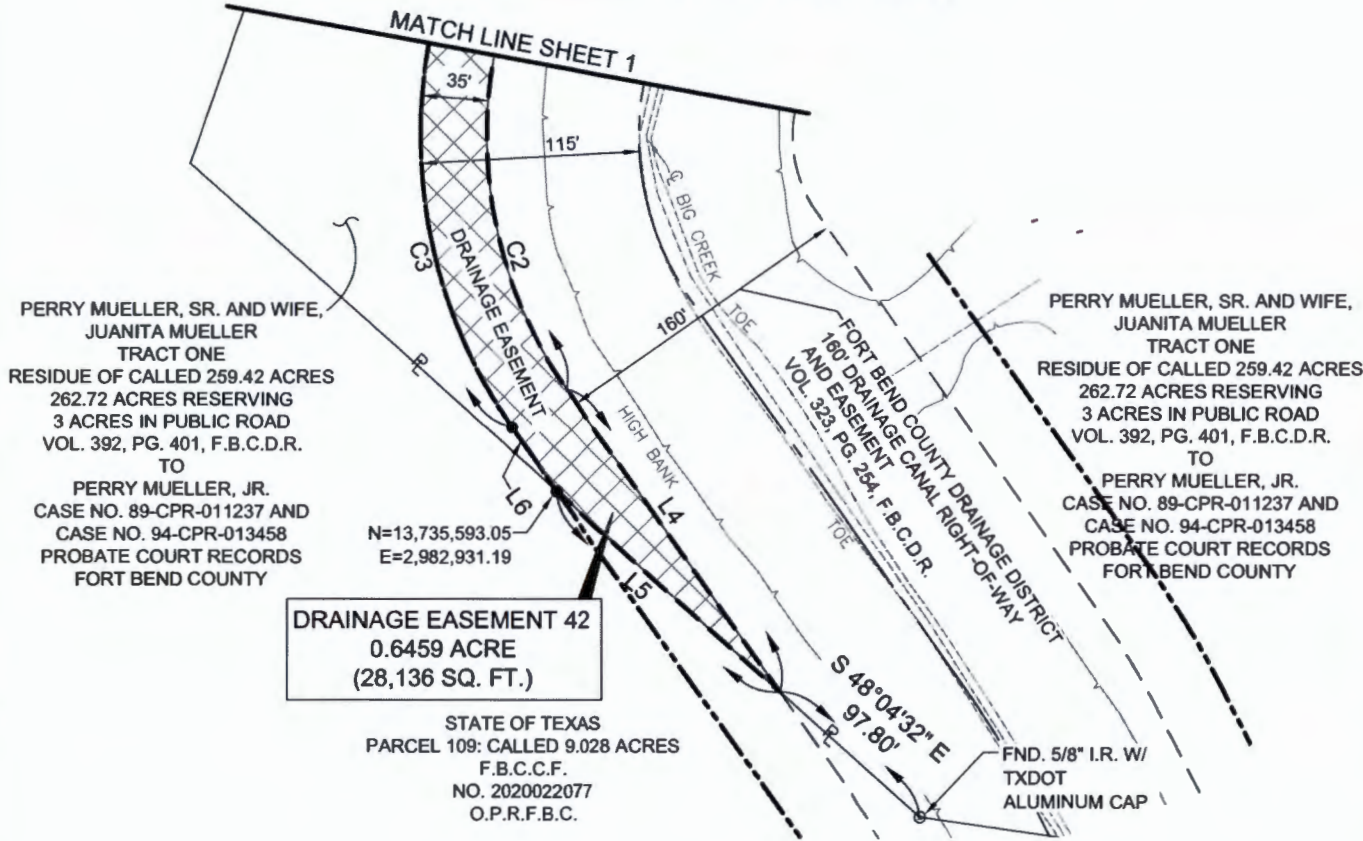 MATCH LINE SHEET 1
35'
115'
C3
C2
DRAINAGE EASEMENT
℄ BIG CREEK
TOE
160'
FORT BEND COUNTY DRAINAGE DISTRICT
160' DRAINAGE CANAL RIGHT-OF-WAY
AND EASEMENT
VOL. 323, PG. 254, F.B.C.D.R.
TOE
HIGH BANK
PERRY MUELLER, SR. AND WIFE,
JUANITA MUELLER
TRACT ONE
RESIDUE OF CALLED 259.42 ACRES
262.72 ACRES RESERVING
3 ACRES IN PUBLIC ROAD
VOL. 392, PG. 401, F.B.C.D.R.
TO
PERRY MUELLER, JR.
CASE NO. 89-CPR-011237 AND
CASE NO. 94-CPR-013458
PROBATE COURT RECORDS
FORT BEND COUNTY
PERRY MUELLER, SR. AND WIFE,
JUANITA MUELLER
TRACT ONE
RESIDUE OF CALLED 259.42 ACRES
262.72 ACRES RESERVING
3 ACRES IN PUBLIC ROAD
VOL. 392, PG. 401, F.B.C.D.R.
TO
PERRY MUELLER, JR.
CASE NO. 89-CPR-011237 AND
CASE NO. 94-CPR-013458
PROBATE COURT RECORDS
FORT BEND COUNTY
PL
L6
L4
L5
N=13,735,593.05
E=2,982,931.19
DRAINAGE EASEMENT 42
0.6459 ACRE
(28,136 SQ. FT.)
STATE OF TEXAS
PARCEL 109: CALLED 9.028 ACRES
F.B.C.C.F.
NO. 2020022077
O.P.R.F.B.C.
S 48°04'32" E
97.80'
PL
FND. 5/8" I.R. W/
TXDOT
ALUMINUM CAP